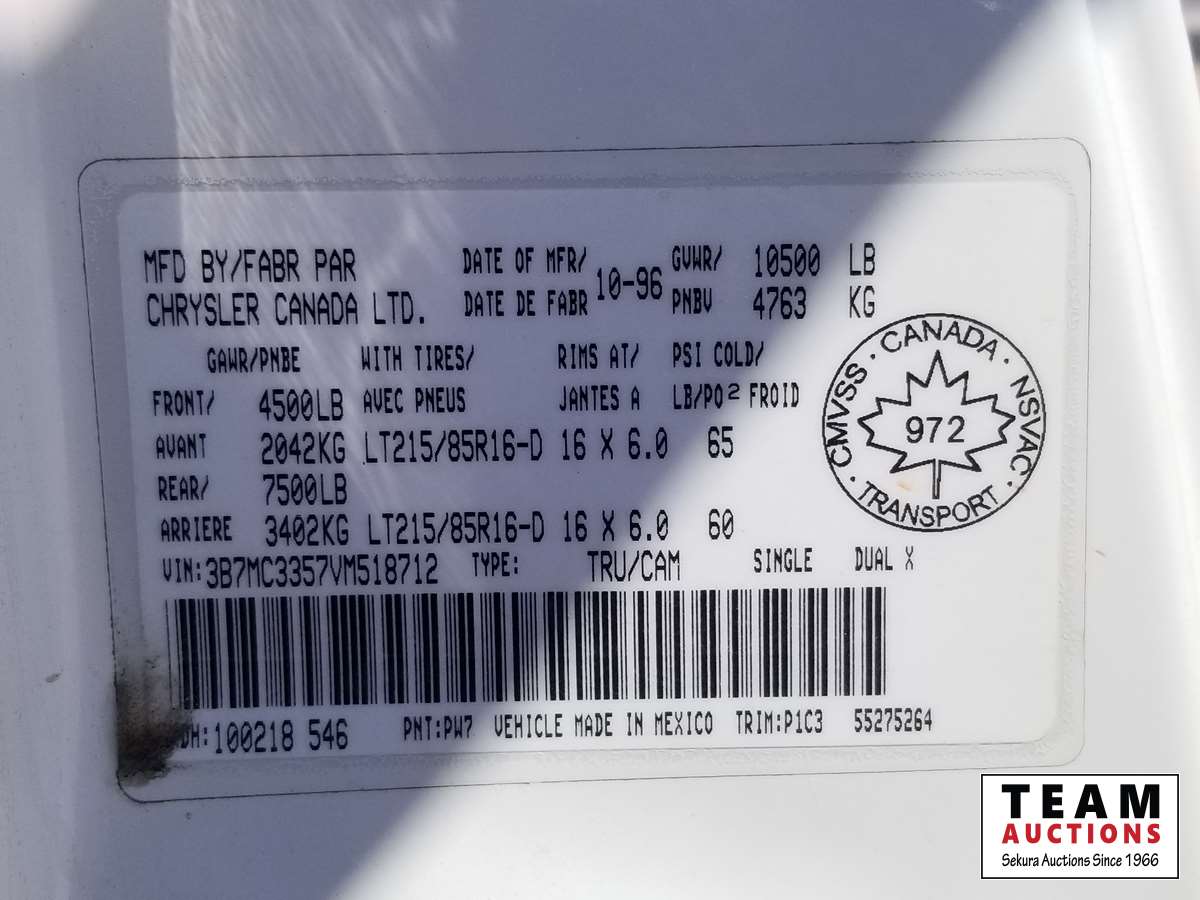 MFD BY/FABR PAR DATE OF MFR/ 10-96 GVWR/ 10500 LB
CHRYSLER CANADA LTD. DATE DE FABR PNBV 4763 KG
GAWR/PNBE WITH TIRES/ RIMS AT/ PSI COLD/
FRONT/ 4500LB AVEC PNEUS JANTES A LB/PO² FROID
AVANT 2042KG LT215/85R16-D 16 X 6.0 65
REAR/ 7500LB
ARRIERE 3402KG LT215/85R16-D 16 X 6.0 60
VIN:3B7MC3357VM518712 TYPE: TRU/CAM SINGLE DUAL X
CMVSS · CANADA · NSVAC · TRANSPORT ·
972
100218 546 PNT:PW7 VEHICLE MADE IN MEXICO TRIM:P1C3 55275264
TEAM
AUCTIONS
Sekura Auctions Since 1966